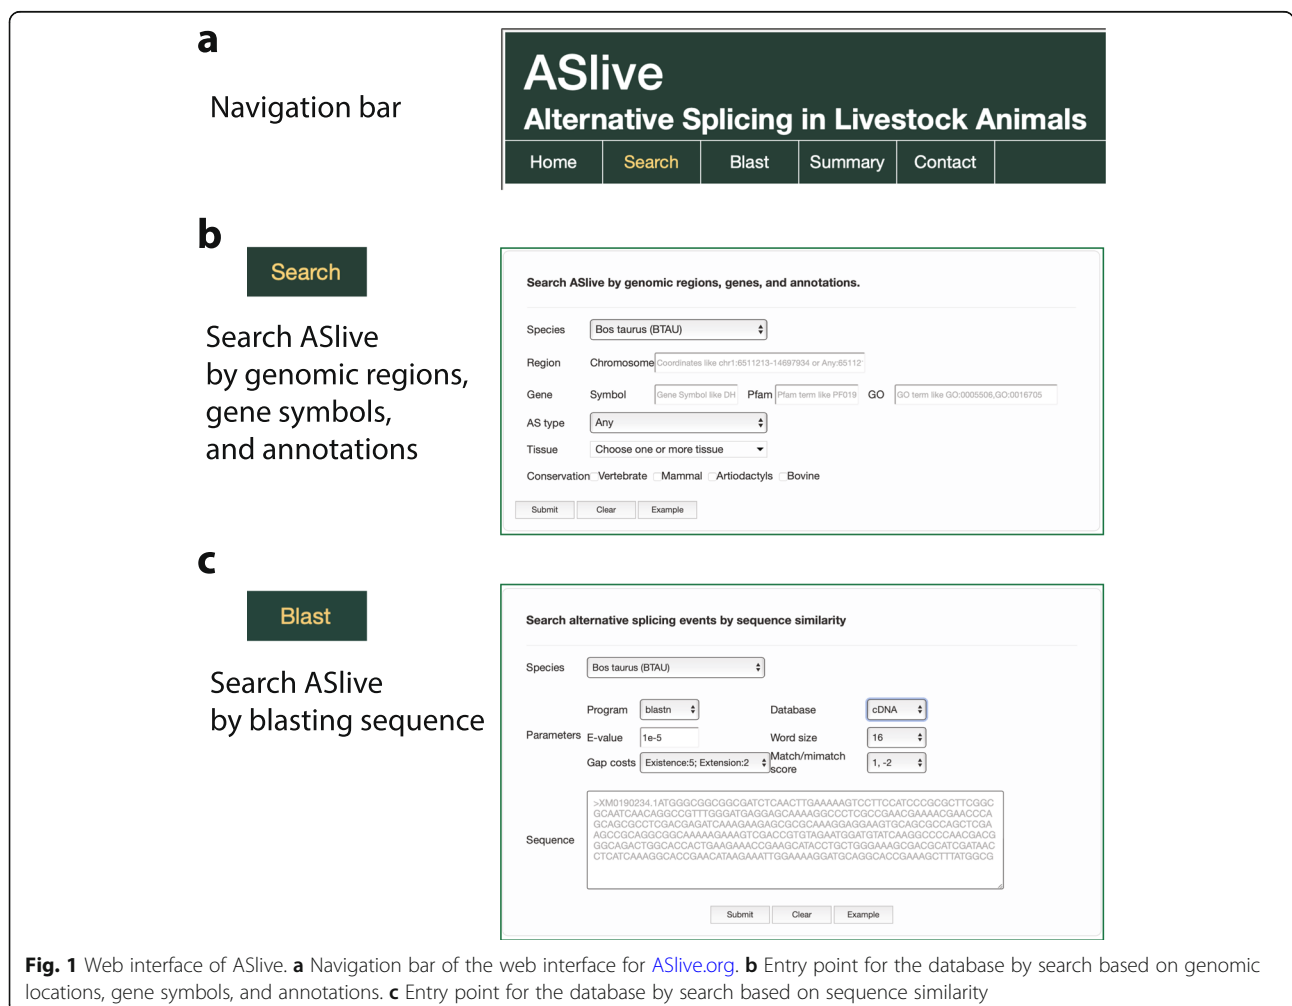 a
Navigation bar
ASlive
Alternative Splicing in Livestock Animals
Home Search Blast Summary Contact
b
Search
Search ASlive
by genomic regions,
gene symbols,
and annotations
Search ASlive by genomic regions, genes, and annotations.
Species Bos taurus (BTAU)
Region Chromosome Coordinates like chr1:6511213-14697934 or Any:65112
Gene Symbol Gene Symbol like DH Pfam Pfam term like PF019 GO GO term like GO:0005506,GO:0016705
AS type Any
Tissue Choose one or more tissue
Conservation Vertebrate Mammal Artiodactyls Bovine
Submit Clear Example
c
Blast
Search ASlive
by blasting sequence
Search alternative splicing events by sequence similarity
Species Bos taurus (BTAU)
Program blastn Database cDNA
Parameters E-value 1e-5 Word size 16
Gap costs Existence:5; Extension:2 Match/mimatch score 1, -2
Sequence
>XM0190234.1ATGGGCGGCGGCGATCTCAACTTGAAAAAGTCCTTCCATCCCGCGCTTCGGC
GCAATCAACAGGCCGTTTGGGATGAGGAGCAAAAGGCCCTCGCCGAACGAAAACGAACCCA
GCAGCGCCTCGACGAGATCAAAGAAGAGCGCGCAAAGGAGGAAGTGCAGCGCCAGCTCGA
AGCCGCAGGCGGCAAAAAGAAAGTCGACCGTGTAGAATGGATGTATCAAGGCCCCAACGACG
GGCAGACTGGCACCACTGAAGAAACCGAAGCATACCTGCTGGGAAAGCGACGCATCGATAAC
CTCATCAAAGGCACCGAACATAAGAAATTGGAAAAGGATGCAGGCACCGAAAGCTTTATGGCG
Submit Clear Example
Fig. 1 Web interface of ASlive. a Navigation bar of the web interface for ASlive.org. b Entry point for the database by search based on genomic
locations, gene symbols, and annotations. c Entry point for the database by search based on sequence similarity